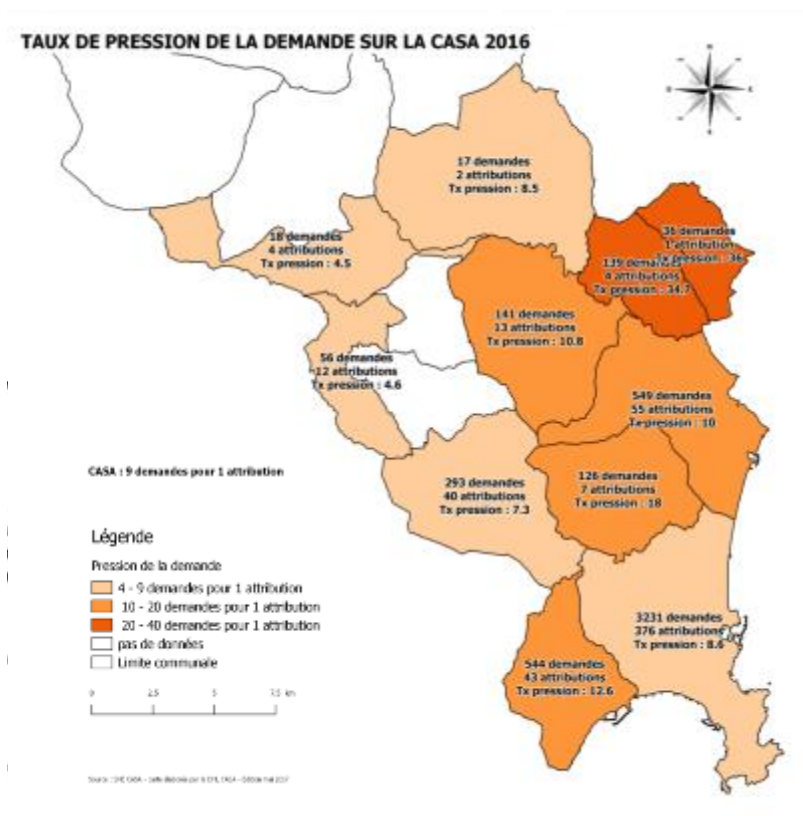 TAUX DE PRESSION DE LA DEMANDE SUR LA CASA 2016
17 demandes
2 attributions
Tx pression : 8.5
36 demandes
1 attribution
Tx pression : 36
18 demandes
4 attributions
Tx pression : 4.5
139 demandes
4 attributions
Tx pression : 34.7
141 demandes
13 attributions
Tx pression : 10.8
56 demandes
12 attributions
Tx pression : 4.6
549 demandes
55 attributions
Tx pression : 10
CASA : 9 demandes pour 1 attribution
293 demandes
40 attributions
Tx pression : 7.3
126 demandes
7 attributions
Tx pression : 18
Légende
Pression de la demande
4 - 9 demandes pour 1 attribution
10 - 20 demandes pour 1 attribution
20 - 40 demandes pour 1 attribution
pas de données
Limite communale
3231 demandes
376 attributions
Tx pression : 8.6
544 demandes
43 attributions
Tx pression : 12.6
0 2.5 5 7.5 km